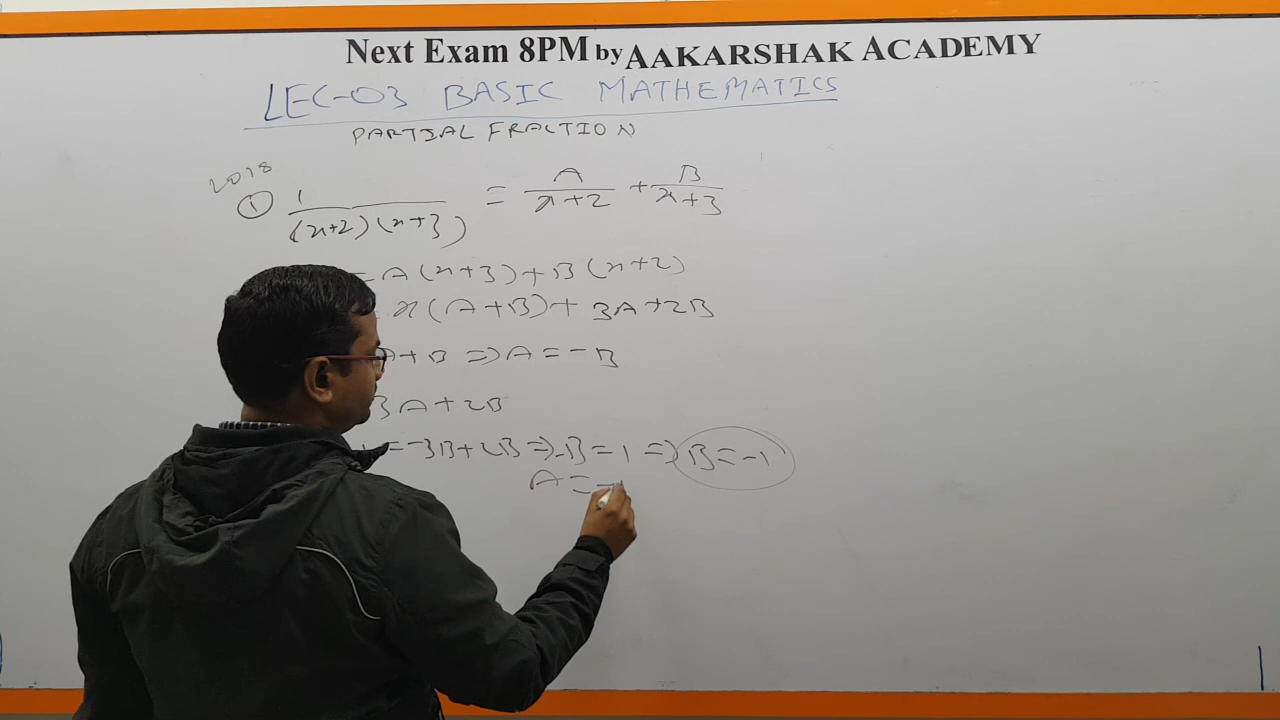 Next Exam 8PM by AAKARSHAK ACADEMY
LEC-03 BASIC MATHEMATICS
PARTIAL FRACTION
2018
① 1/((x+2)(x+3)) = A/(x+2) + B/(x+3)
= A(x+3)+B(x+2)
x(A+B)+ 3A+2B
A+B ⇒ A = -B
3A+2B
1 = -3B+2B ⇒ -B = 1 ⇒ B = -1
A = -